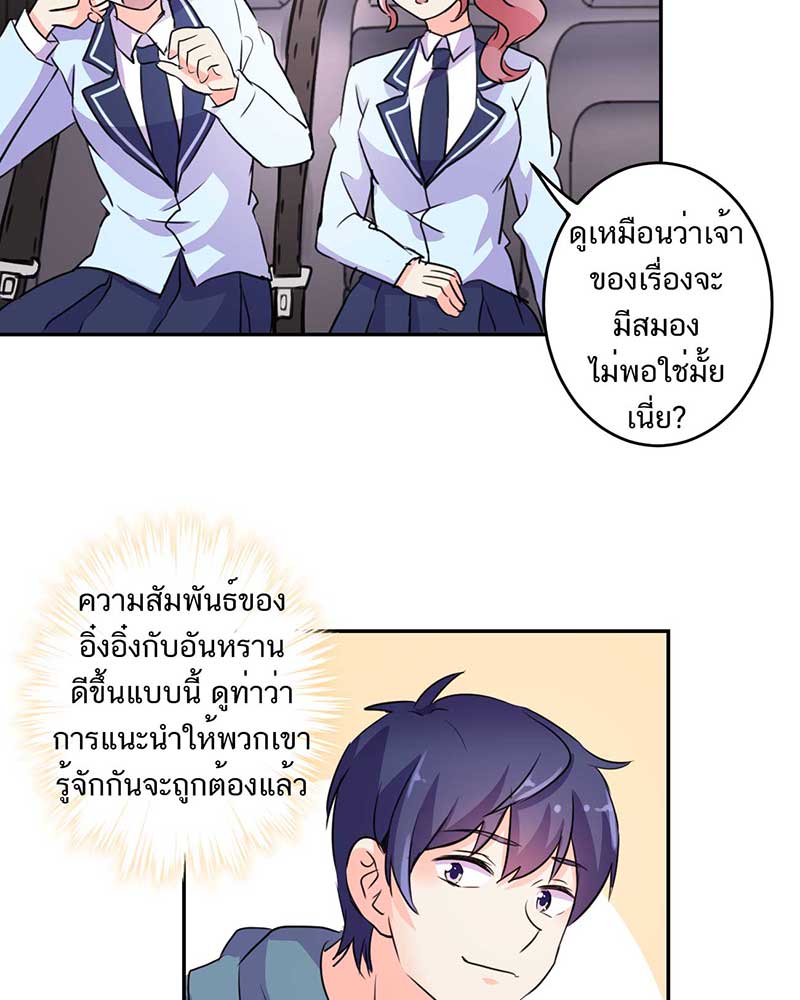 ดูเหมือนว่าเจ้า
ของเรื่องจะ
มีสมอง
ไม่พอใช่มั้ย
เนี่ย?
ความสัมพันธ์ของ
อิ๋งอิ๋งกับอันหราน
ดีขึ้นแบบนี้ ดูท่าว่า
การแนะนำให้พวกเขา
รู้จักกันจะถูกต้องแล้ว